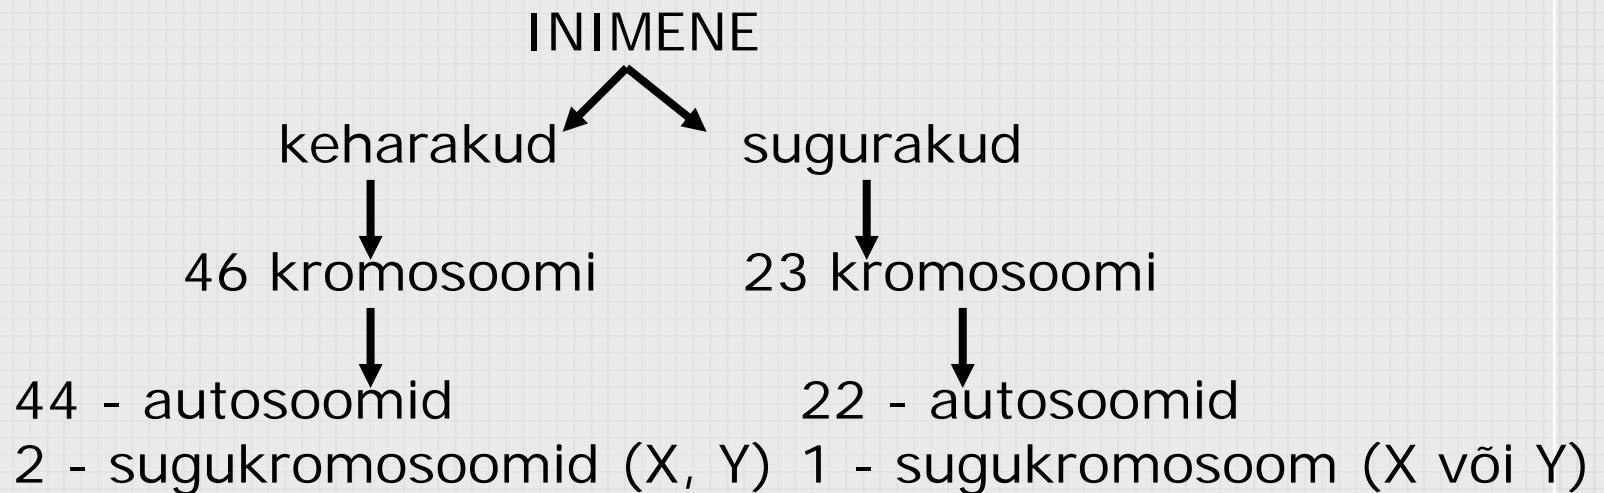 INIMENE
keharakud sugurakud
46 kromosoomi 23 kromosoomi
44 - autosoomid 22 - autosoomid
2 - sugukromosoomid (X, Y) 1 - sugukromosoom (X või Y)